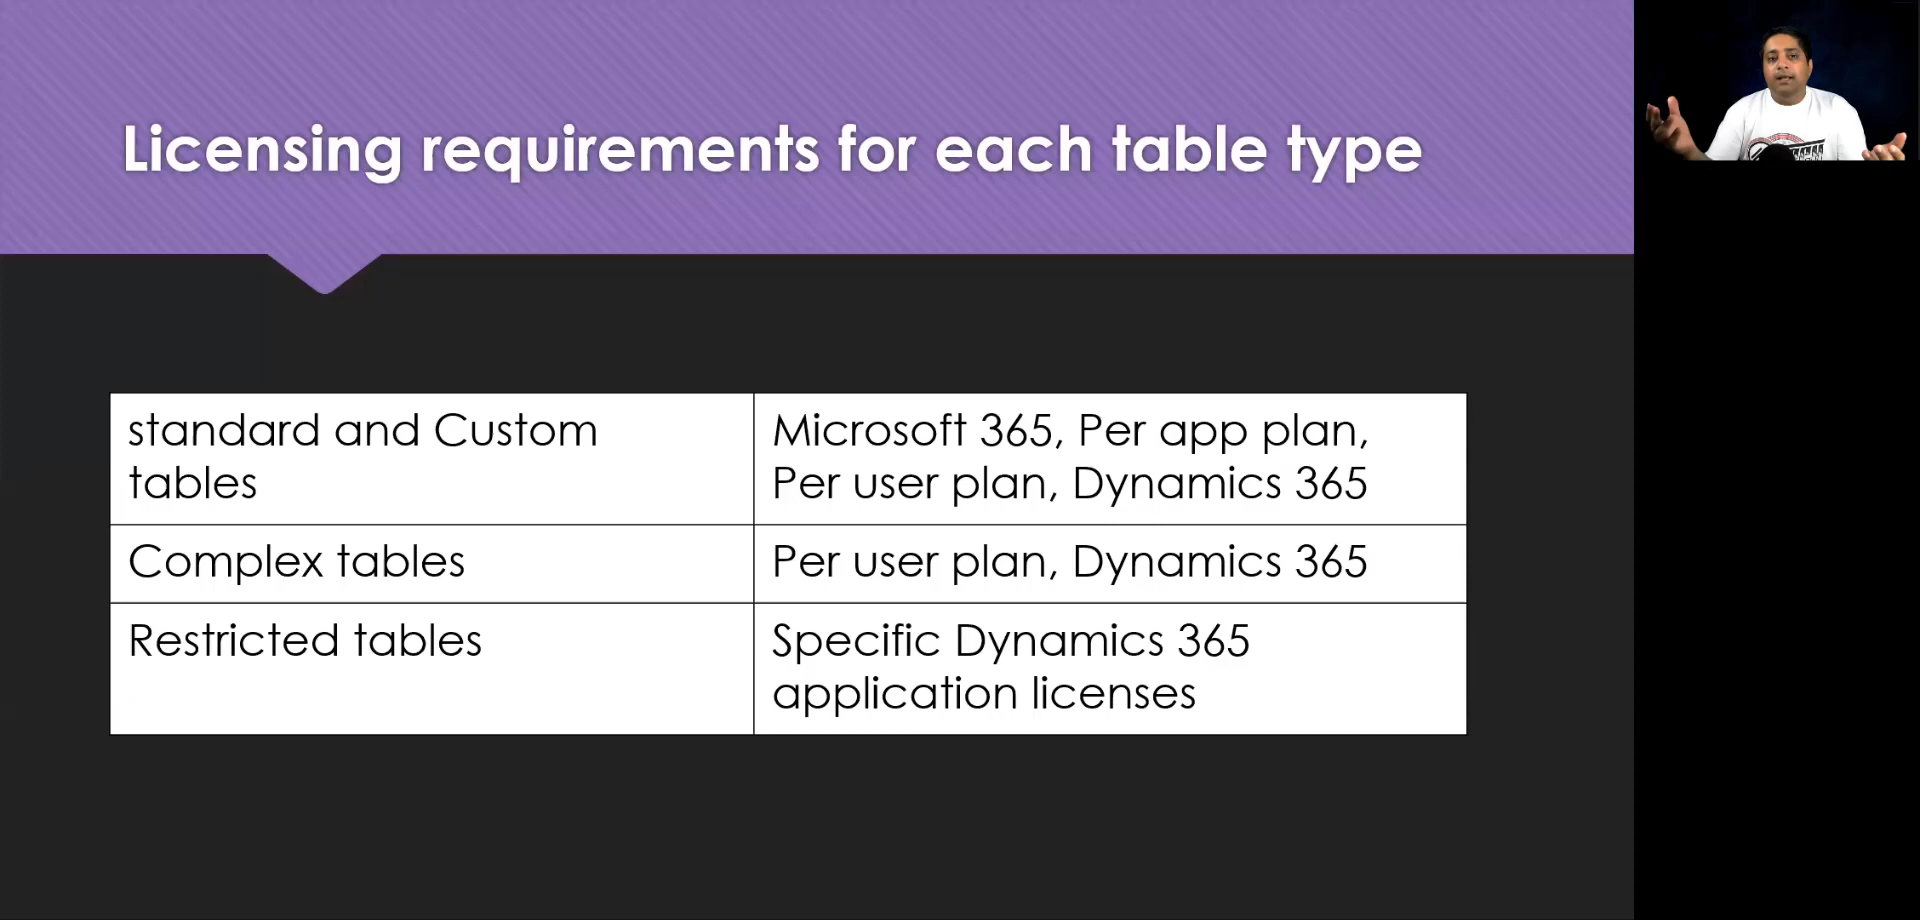 Licensing requirements for each table type
standard and Custom
tables
Microsoft 365, Per app plan,
Per user plan, Dynamics 365
Complex tables
Per user plan, Dynamics 365
Restricted tables
Specific Dynamics 365
application licenses